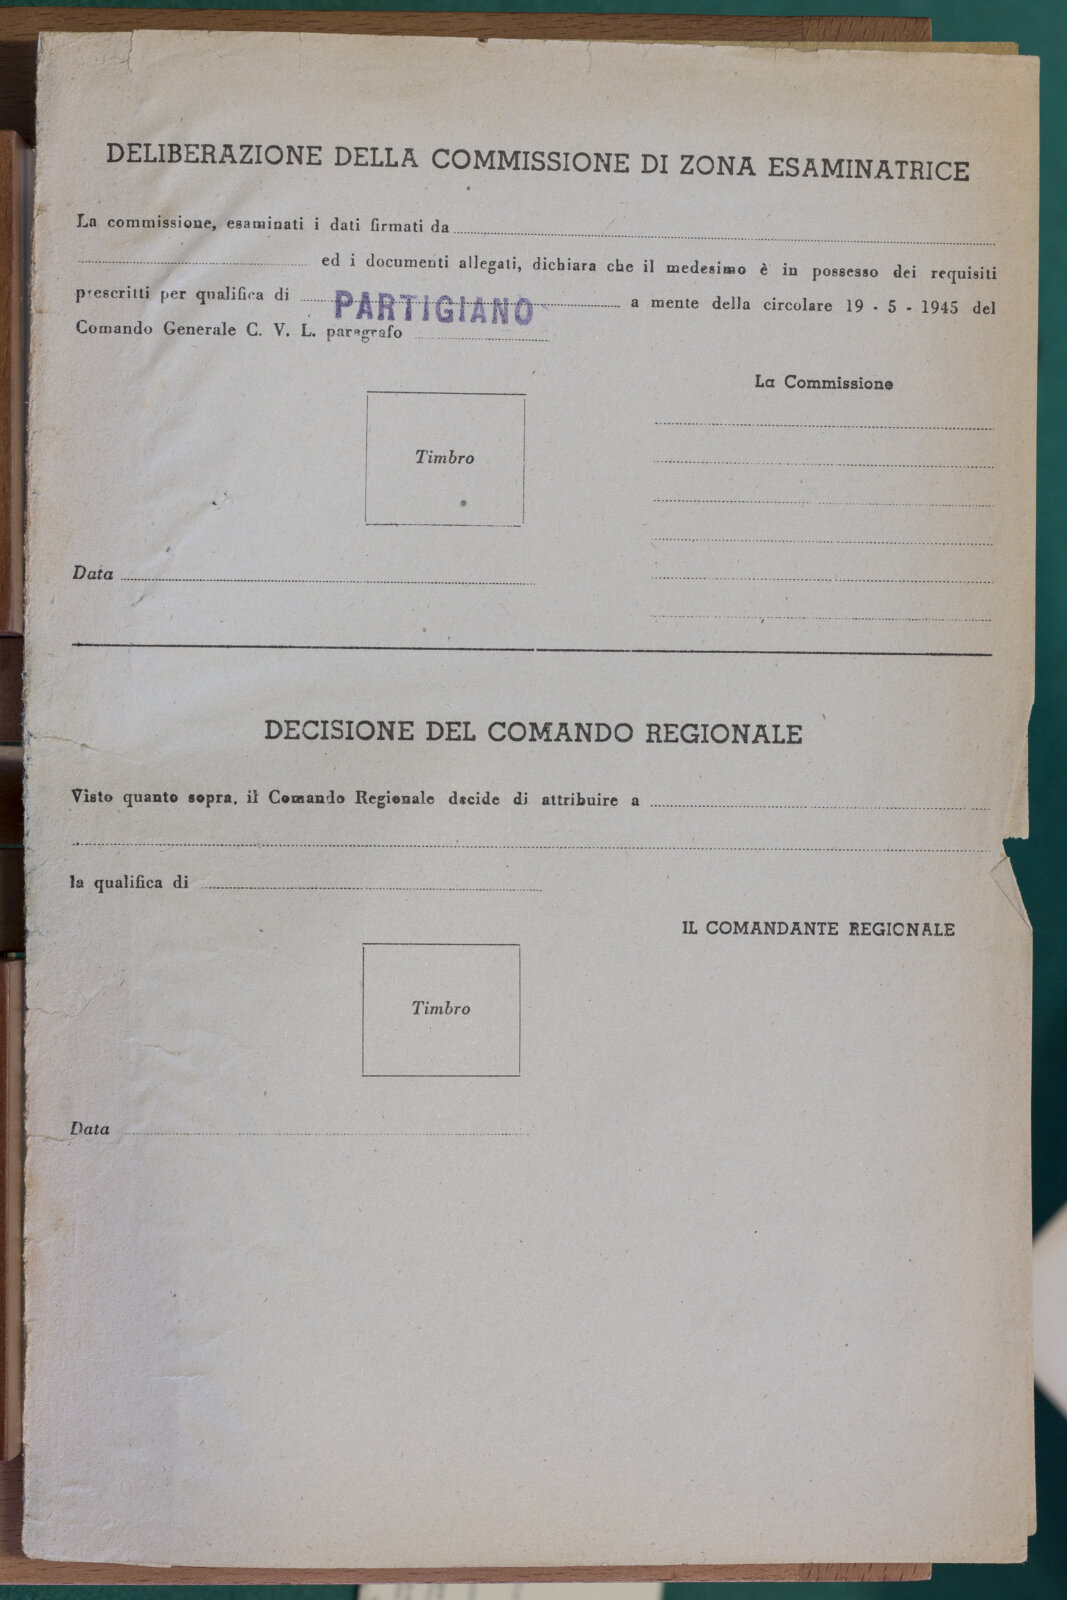 DELIBERAZIONE DELLA COMMISSIONE DI ZONA ESAMINATRICE
La commissione, esaminati i dati firmati da
ed i documenti allegati, dichiara che il medesimo è in possesso dei requisiti
prescritti per qualifica di PARTIGIANO a mente della circolare 19 - 5 - 1945 del
Comando Generale C. V. L. paragrafo
La Commissione
Timbro
Data
DECISIONE DEL COMANDO REGIONALE
Visto quanto sopra, il Comando Regionale decide di attribuire a
la qualifica di
IL COMANDANTE REGIONALE
Timbro
Data